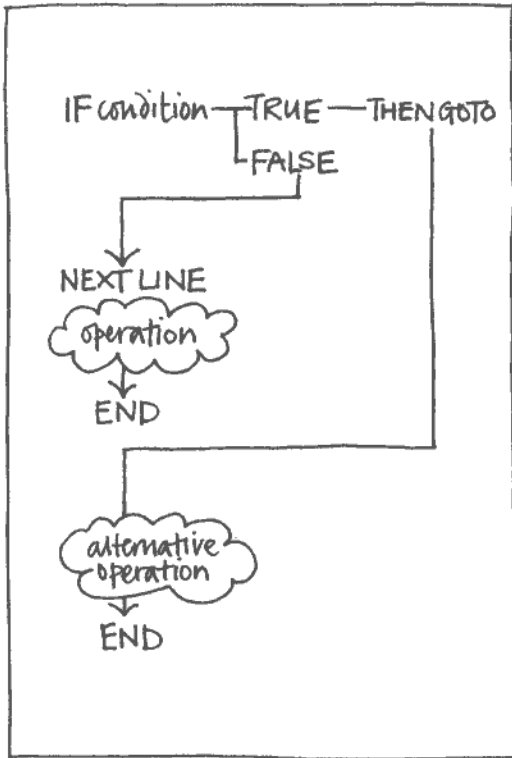 IF condition TRUE THEN GOTO
FALSE
NEXT LINE
operation
END
alternative
operation
END